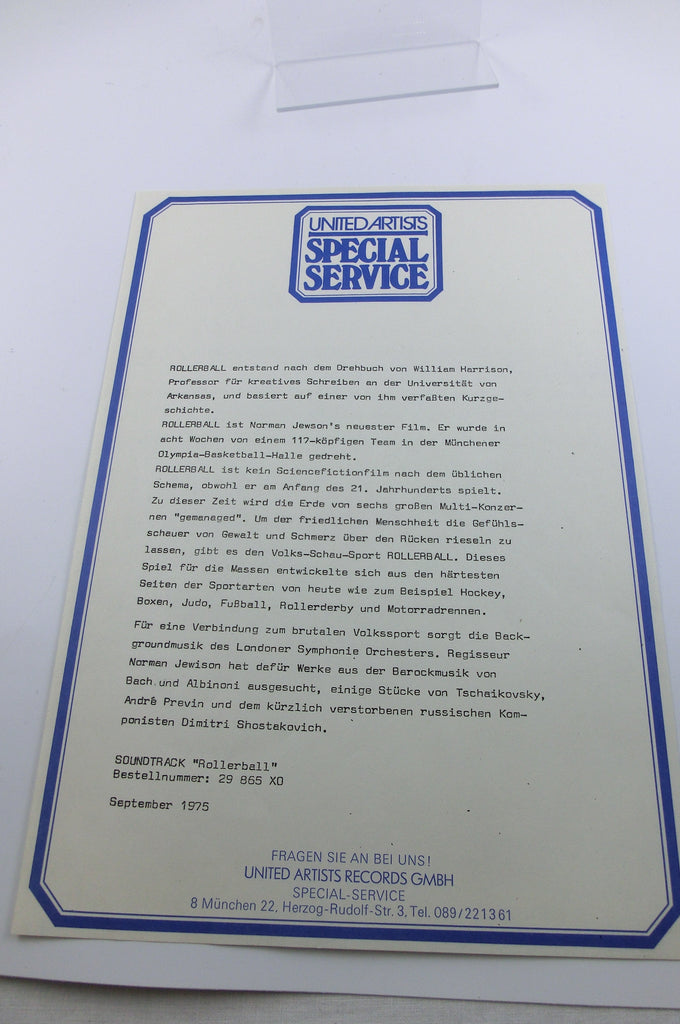 UNITED ARTISTS
SPECIAL
SERVICE
ROLLERBALL entstand nach dem Drehbuch von William Harrison,
Professor für kreatives Schreiben an der Universität von
Arkansas, und basiert auf einer von ihm verfaßten Kurzge-
schichte.
ROLLERBALL ist Norman Jewson's neuester Film. Er wurde in
acht Wochen von einem 117-köpfigen Team in der Münchener
Olympia-Basketball-Halle gedreht.
ROLLERBALL ist kein Sciencefictionfilm nach dem üblichen
Schema, obwohl er am Anfang des 21. Jahrhunderts spielt.
Zu dieser Zeit wird die Erde von sechs großen Multi-Konzer-
nen "gemanaged". Um der friedlichen Menschheit die Gefühls-
schauer von Gewalt und Schmerz über den Rücken rieseln zu
lassen, gibt es den Volks-Schau-Sport ROLLERBALL. Dieses
Spiel für die Massen entwickelte sich aus den härtesten
Seiten der Sportarten von heute wie zum Beispiel Hockey,
Boxen, Judo, Fußball, Rollerderby und Motorradrennen.
Für eine Verbindung zum brutalen Volkssport sorgt die Back-
groundmusik des Londoner Symphonie Orchesters. Regisseur
Norman Jewison hat dafür Werke aus der Barockmusik von
Bach und Albinoni ausgesucht, einige Stücke von Tschaikovsky,
André Previn und dem kürzlich verstorbenen russischen Kom-
ponisten Dimitri Shostakovich.
SOUNDTRACK "Rollerball"
Bestellnummer: 29 865 XO
September 1975
FRAGEN SIE AN BEI UNS!
UNITED ARTISTS RECORDS GMBH
SPECIAL-SERVICE
8 München 22, Herzog-Rudolf-Str. 3, Tel. 089/221361